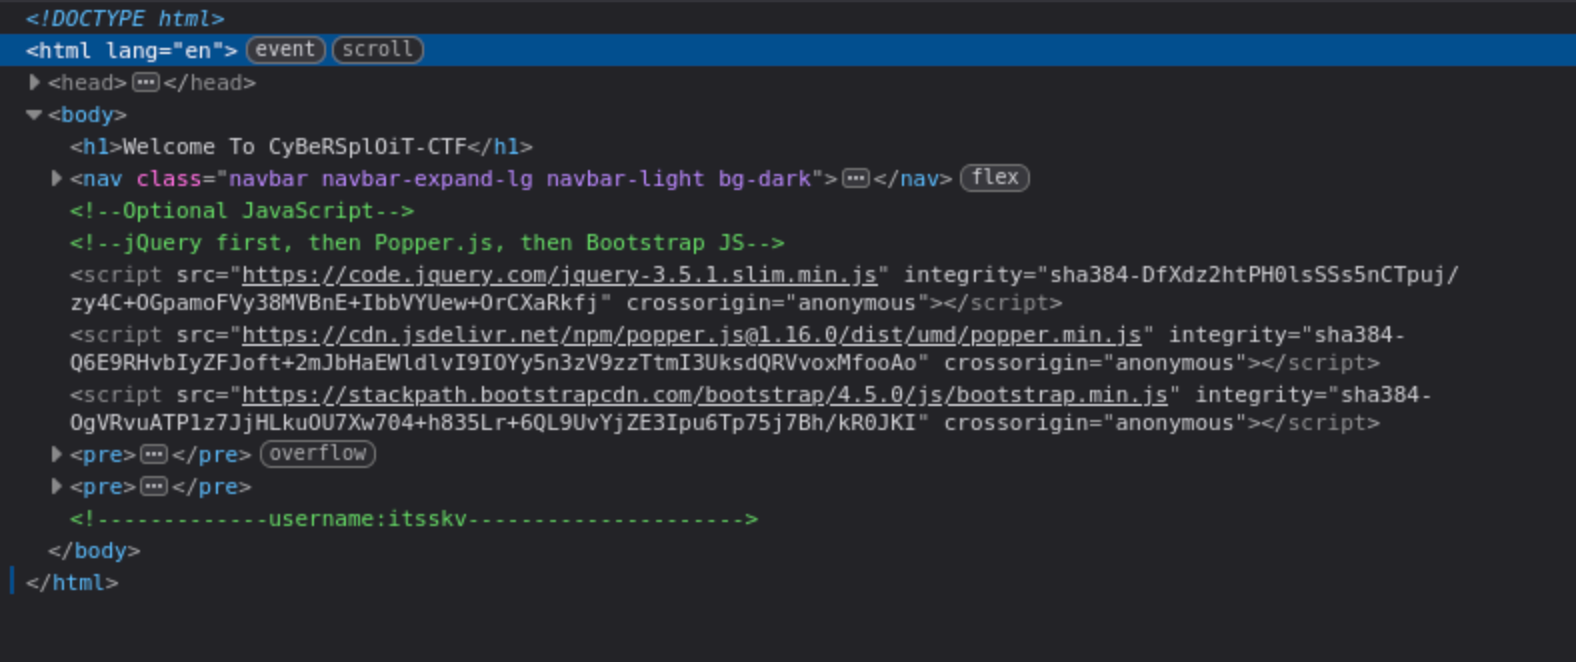 <!DOCTYPE html>
<html lang="en"> event scroll
<head> ··· </head>
<body>
<h1>Welcome To CyBeRSplOiT-CTF</h1>
<nav class="navbar navbar-expand-lg navbar-light bg-dark"> ··· </nav> flex
<!--Optional JavaScript-->
<!--jQuery first, then Popper.js, then Bootstrap JS-->
<script src="https://code.jquery.com/jquery-3.5.1.slim.min.js" integrity="sha384-DfXdz2htPH0lsSSs5nCTpuj/
zy4C+OGpamoFVy38MVBnE+IbbVYUew+OrCXaRkfj" crossorigin="anonymous"></script>
<script src="https://cdn.jsdelivr.net/npm/popper.js@1.16.0/dist/umd/popper.min.js" integrity="sha384-
Q6E9RHvbIyZFJoft+2mJbHaEWldlvI9IOYy5n3zV9zzTtmI3UksdQRVvoxMfooAo" crossorigin="anonymous"></script>
<script src="https://stackpath.bootstrapcdn.com/bootstrap/4.5.0/js/bootstrap.min.js" integrity="sha384-
OgVRvuATP1z7JjHLkuOU7Xw704+h835Lr+6QL9UvYjZE3Ipu6Tp75j7Bh/kR0JKI" crossorigin="anonymous"></script>
<pre> ··· </pre> overflow
<pre> ··· </pre>
<!-------------username:itsskv--------------------->
</body>
</html>